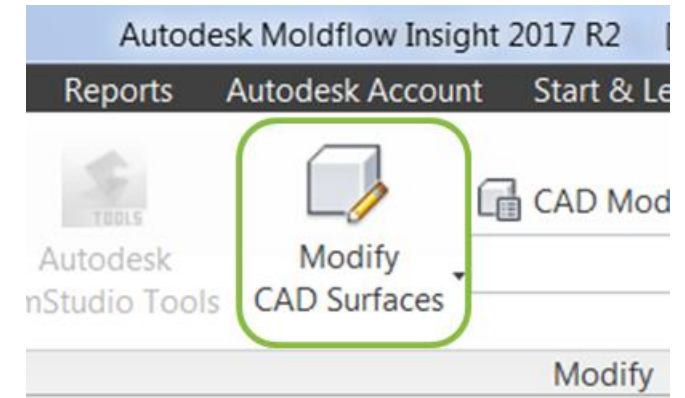 Autodesk Moldflow Insight 2017 R2
Reports Autodesk Account Start & Le
TOOLS
CAD Mod
Autodesk
mStudio Tools
Modify
CAD Surfaces
Modify